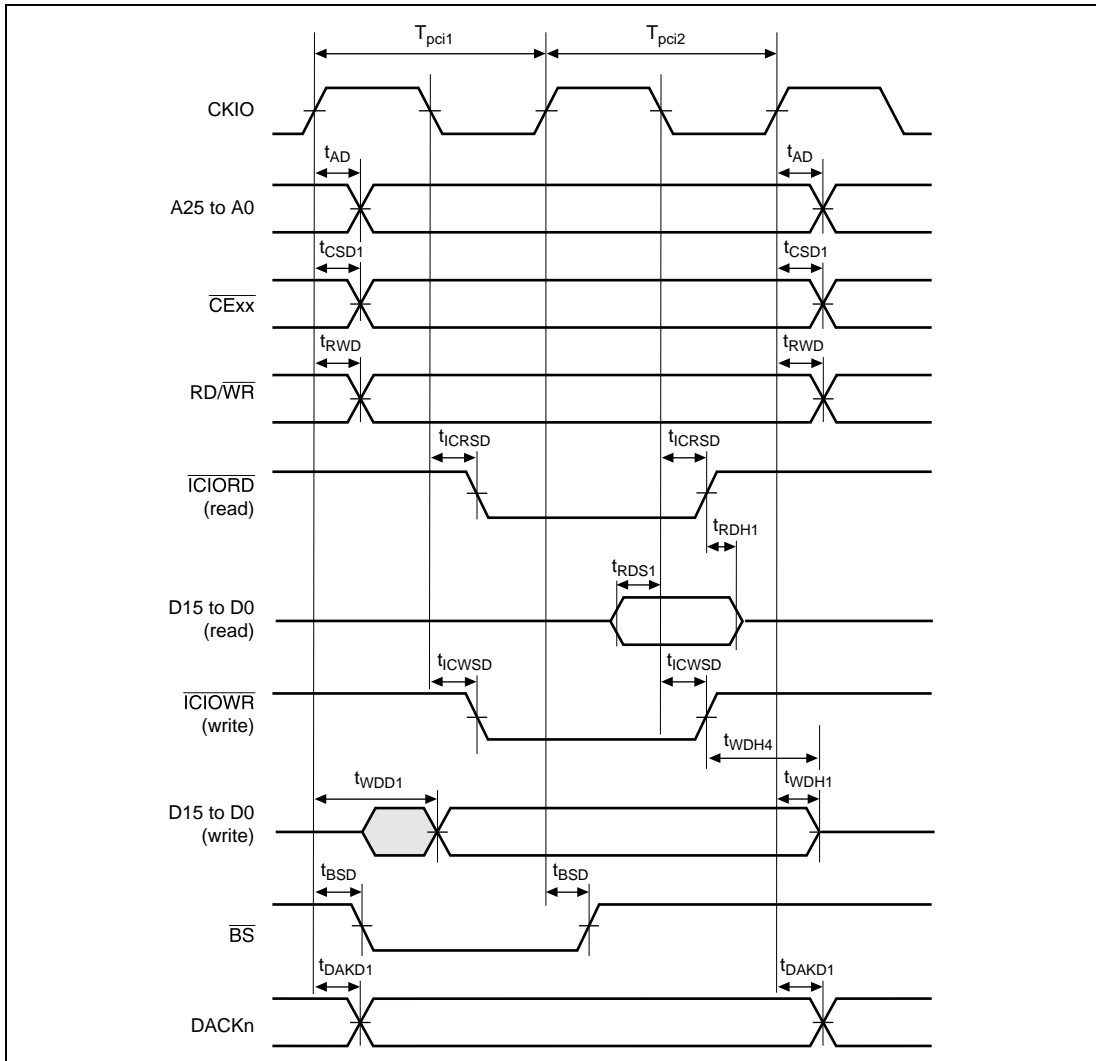 Tpci1 Tpci2
CKIO
tAD tAD
A25 to A0
tCSD1 tCSD1
CExx
tRWD tRWD
RD/WR
tICRSD tICRSD
ICIORD
(read)
tRDH1
tRDS1
D15 to D0
(read)
tICWSD tICWSD
ICIOWR
(write)
tWDH4
tWDD1 tWDH1
D15 to D0
(write)
tBSD tBSD
BS
tDAKD1 tDAKD1
DACKn